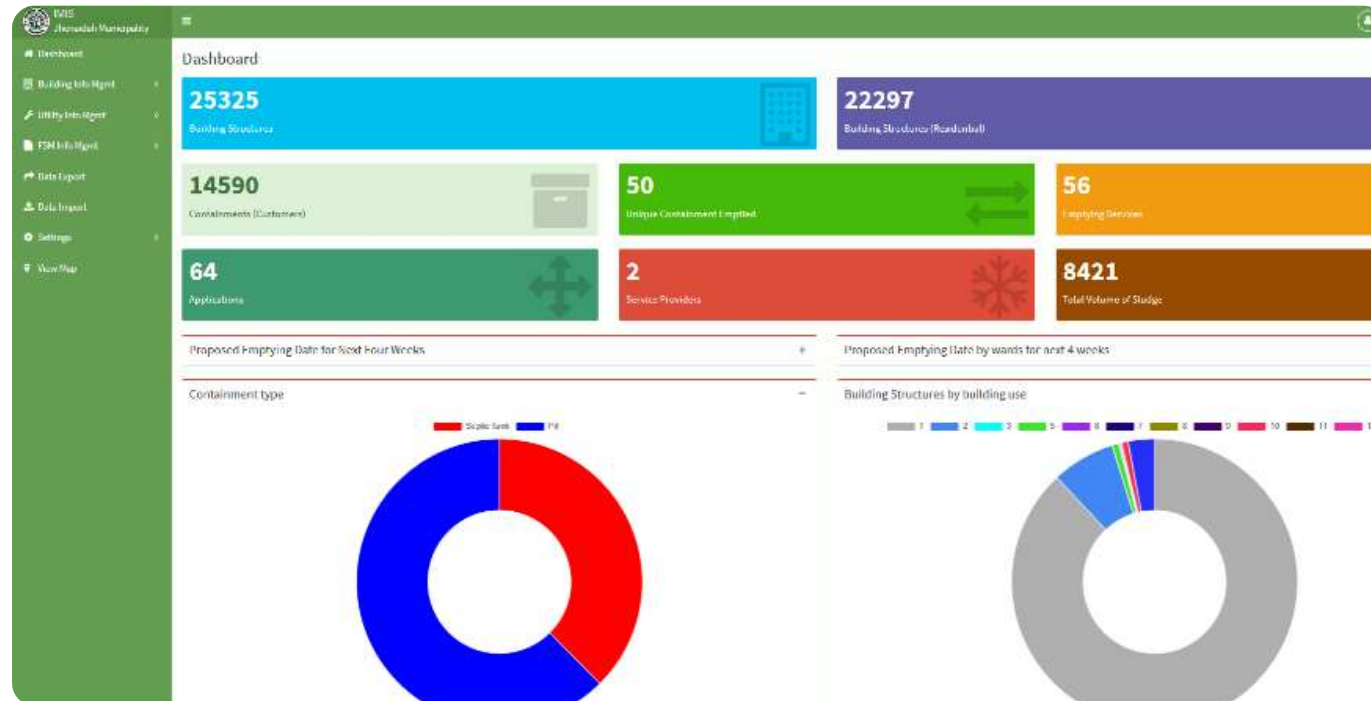 IMIS
Jhenaidah Municipality
Dashboard
Building Info Mgmt
Utility Info Mgmt
FSM Info Mgmt
Data Export
Data Import
Settings
View Map
Dashboard
25325
Building Structures
22297
Building Structures (Residential)
14590
Containments (Customers)
50
Unique Containment Emptied
56
Emptying Services
64
Applications
2
Service Providers
8421
Total Volume of Sludge
Proposed Emptying Date for Next Four Weeks
Proposed Emptying Date by wards for next 4 weeks
Containment type
Building Structures by building use
Septic Tank Pit
1 2 3 5 6 7 8 9 10 11